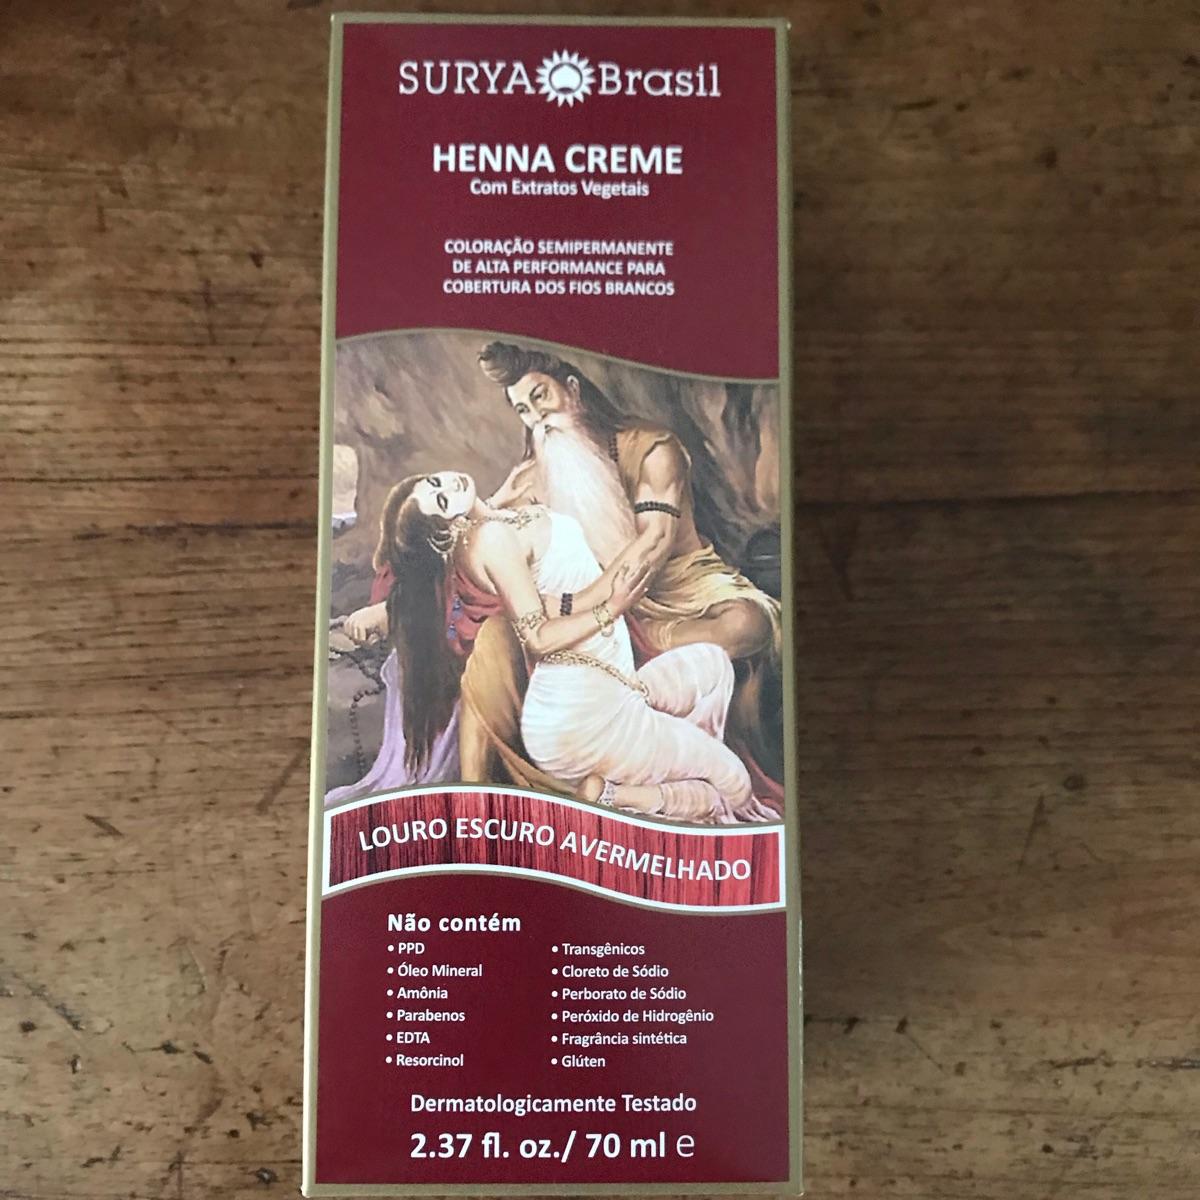 SURYA Brasil
HENNA CREME
Com Extratos Vegetais
COLORAÇÃO SEMIPERMANENTE
DE ALTA PERFORMANCE PARA
COBERTURA DOS FIOS BRANCOS
LOURO ESCURO AVERMELHADO
Não contém
• PPD
• Óleo Mineral
• Amônia
• Parabenos
• EDTA
• Resorcinol
• Transgênicos
• Cloreto de Sódio
• Perborato de Sódio
• Peróxido de Hidrogênio
• Fragrância sintética
• Glúten
Dermatologicamente Testado
2.37 fl. oz./ 70 ml e